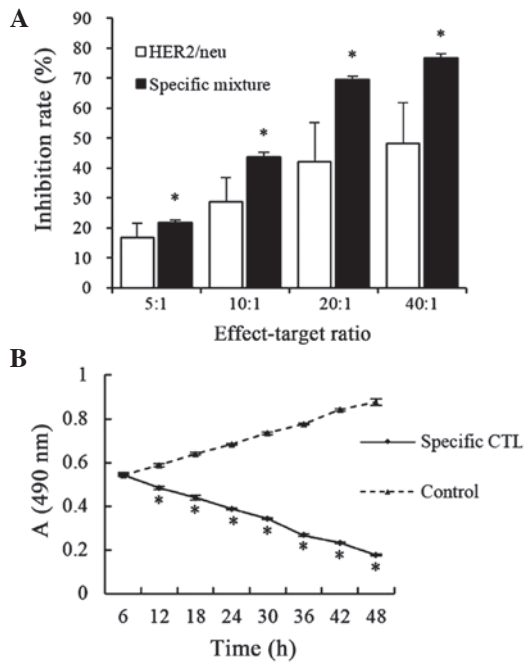 A
Inhibition rate (%)
90
80
70
60
50
40
30
20
10
0
HER2/neu
Specific mixture
* * * *
5:1 10:1 20:1 40:1
Effect-target ratio
B
A (490 nm)
1
0.8
0.6
0.4
0.2
0
Specific CTL
Control
* * * * * * *
6 12 18 24 30 36 42 48
Time (h)